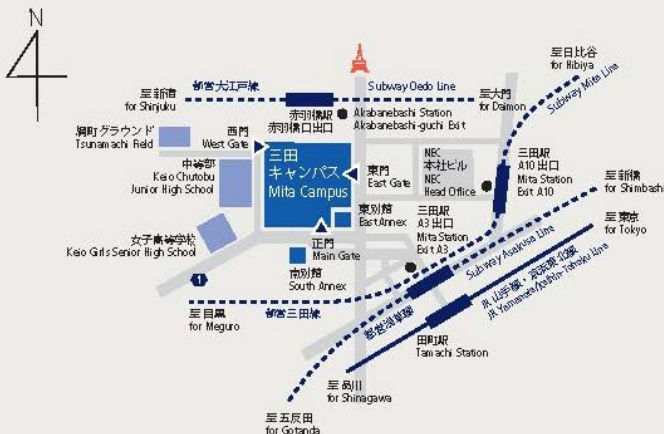 4
至日比谷
for Hibiya
Subway Mita Line
至新宿
for Shinjuku
都営大江戸線
Subway Oedo Line
至大門
for Daimon
赤羽橋駅
赤羽橋口出口
Akabanebashi Station
Akabanebashi-guchi Exit
綱町グラウンド
Tsunamachi Field
西門
West Gate
三田
キャンパス
Mita Campus
中等部
Keio Chutobu
Junior High School
東門
East Gate
NEC
本社ビル
NEC
Head Office
三田駅
A10出口
Mita Station
Exit A10
至新橋
for Shimbashi
東別館
East Annex
三田駅
A3出口
Mita Station
Exit A3
至東京
for Tokyo
女子高等学校
Keio Girls Senior High School
正門
Main Gate
南別館
South Annex
Subway Asakusa Line
JR山手線・京浜東北線
JR Yamanote/Keihin-Tohoku Line
1
至目黒
for Meguro
都営三田線
都営浅草線
田町駅
Tamachi Station
至品川
for Shinagawa
至五反田
for Gotanda